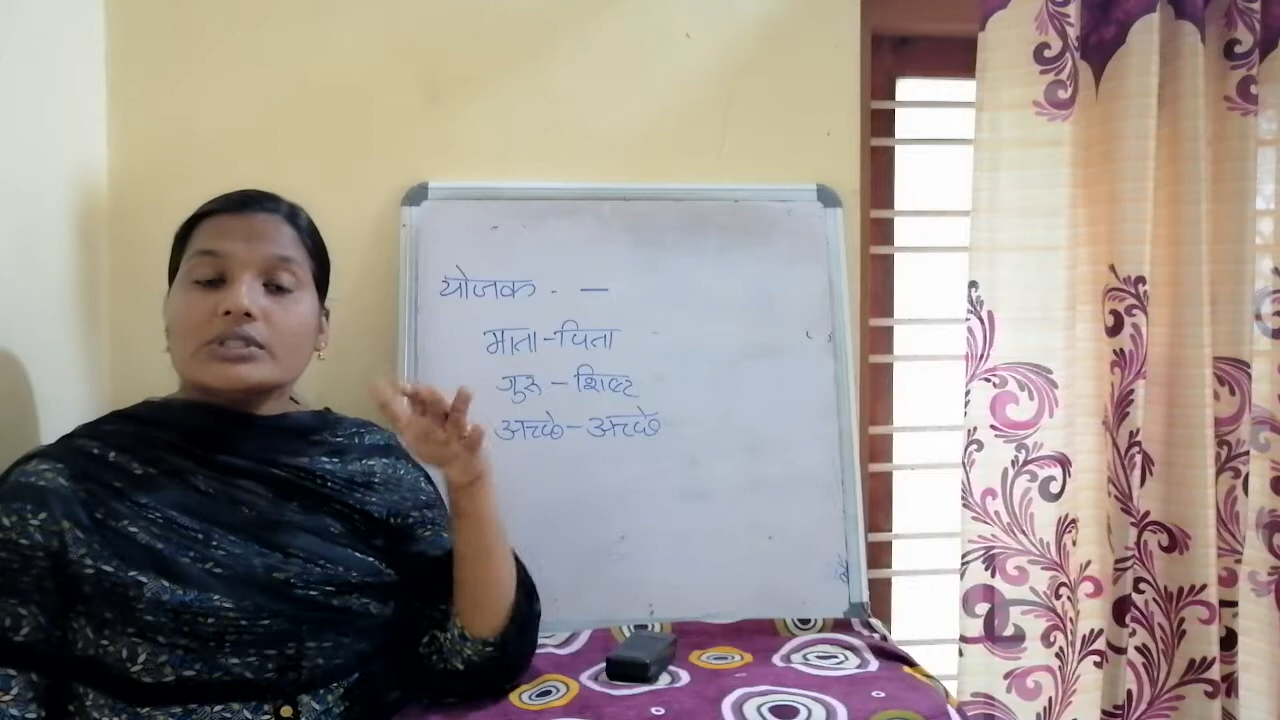 योजक - —
माता-पिता
गुरु - शिष्य
अच्छे-अच्छे